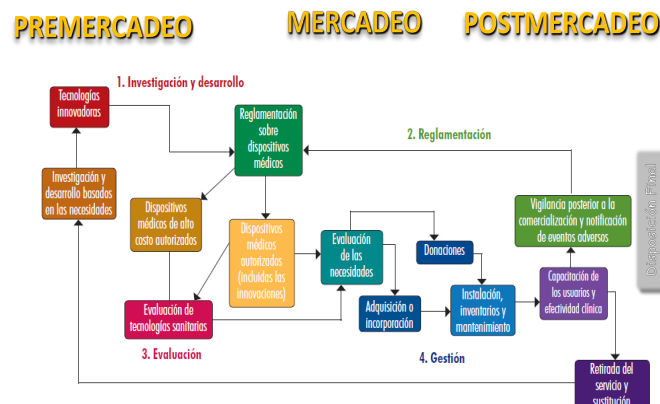 PREMERCADEO
MERCADEO
POSTMERCADEO
1. Investigación y desarrollo
Tecnologías
innovadoras
Reglamentación
sobre
dispositivos
médicos
2. Reglamentación
Investigación y
desarrollo basados
en las necesidades
Dispositivos
médicos de alto
costo autorizados
Dispositivos
médicos
autorizados
(incluidos las
innovaciones)
Evaluación
de las
necesidades
Donaciones
Vigilancia posterior a la
comercialización y notificación
de eventos adversos
Disposición Final
Evaluación de
tecnologías sanitarias
Adquisición o
incorporación
Instalación,
inventarios y
mantenimiento
Capacitación de
los usuarios y
efectividad clínica
3. Evaluación
4. Gestión
Retirada del
servicio y
sustitución